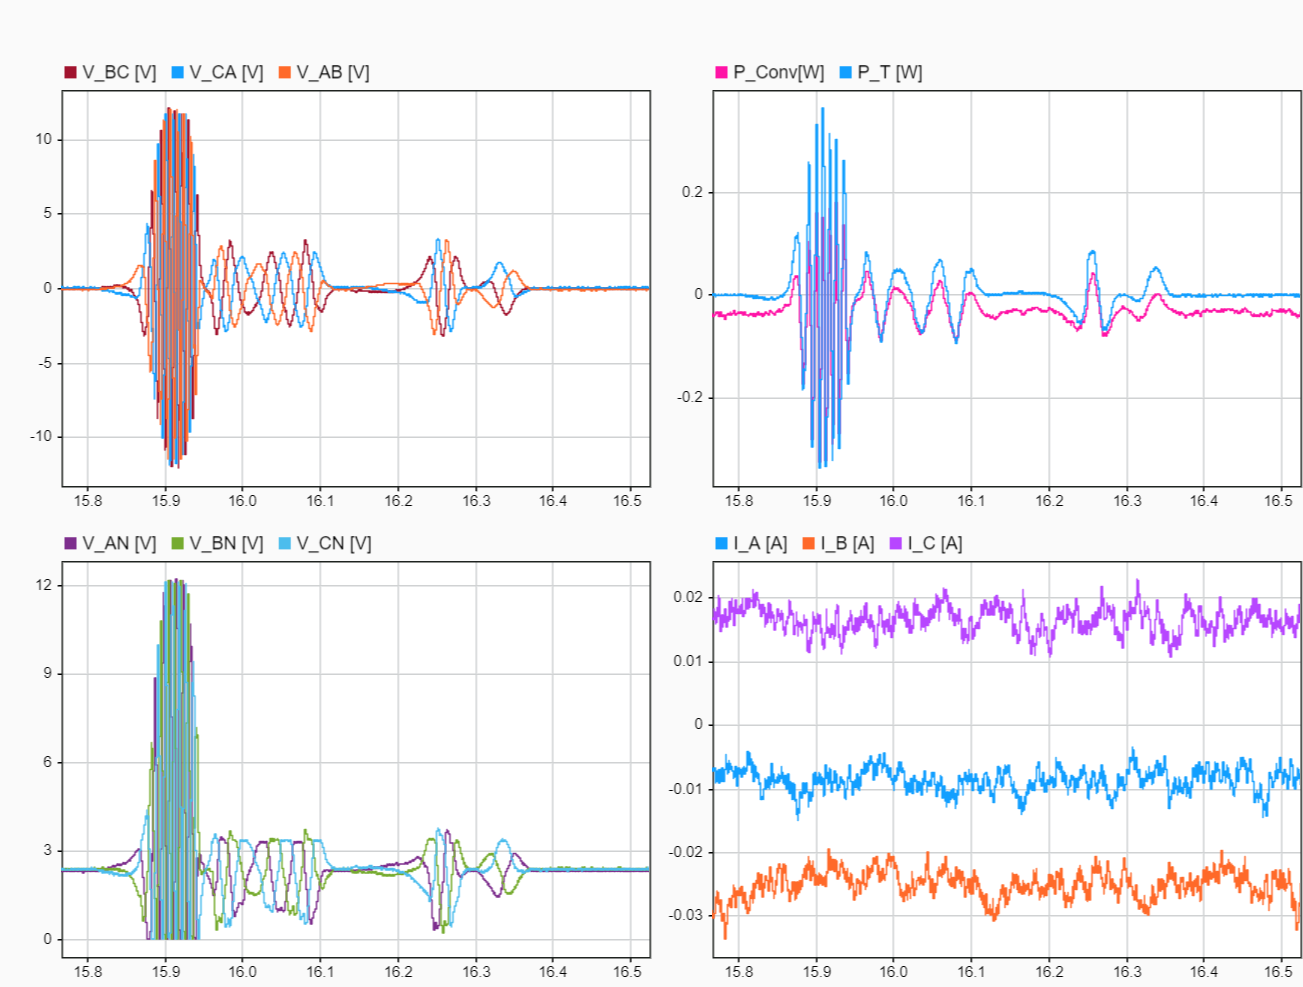 V_BC [V] V_CA [V] V_AB [V]
10
5
0
-5
-10
15.8 15.9 16.0 16.1 16.2 16.3 16.4 16.5
P_Conv[W] P_T [W]
0.2
0
-0.2
15.8 15.9 16.0 16.1 16.2 16.3 16.4 16.5
V_AN [V] V_BN [V] V_CN [V]
12
9
6
3
0
15.8 15.9 16.0 16.1 16.2 16.3 16.4 16.5
I_A [A] I_B [A] I_C [A]
0.02
0.01
0
-0.01
-0.02
-0.03
15.8 15.9 16.0 16.1 16.2 16.3 16.4 16.5